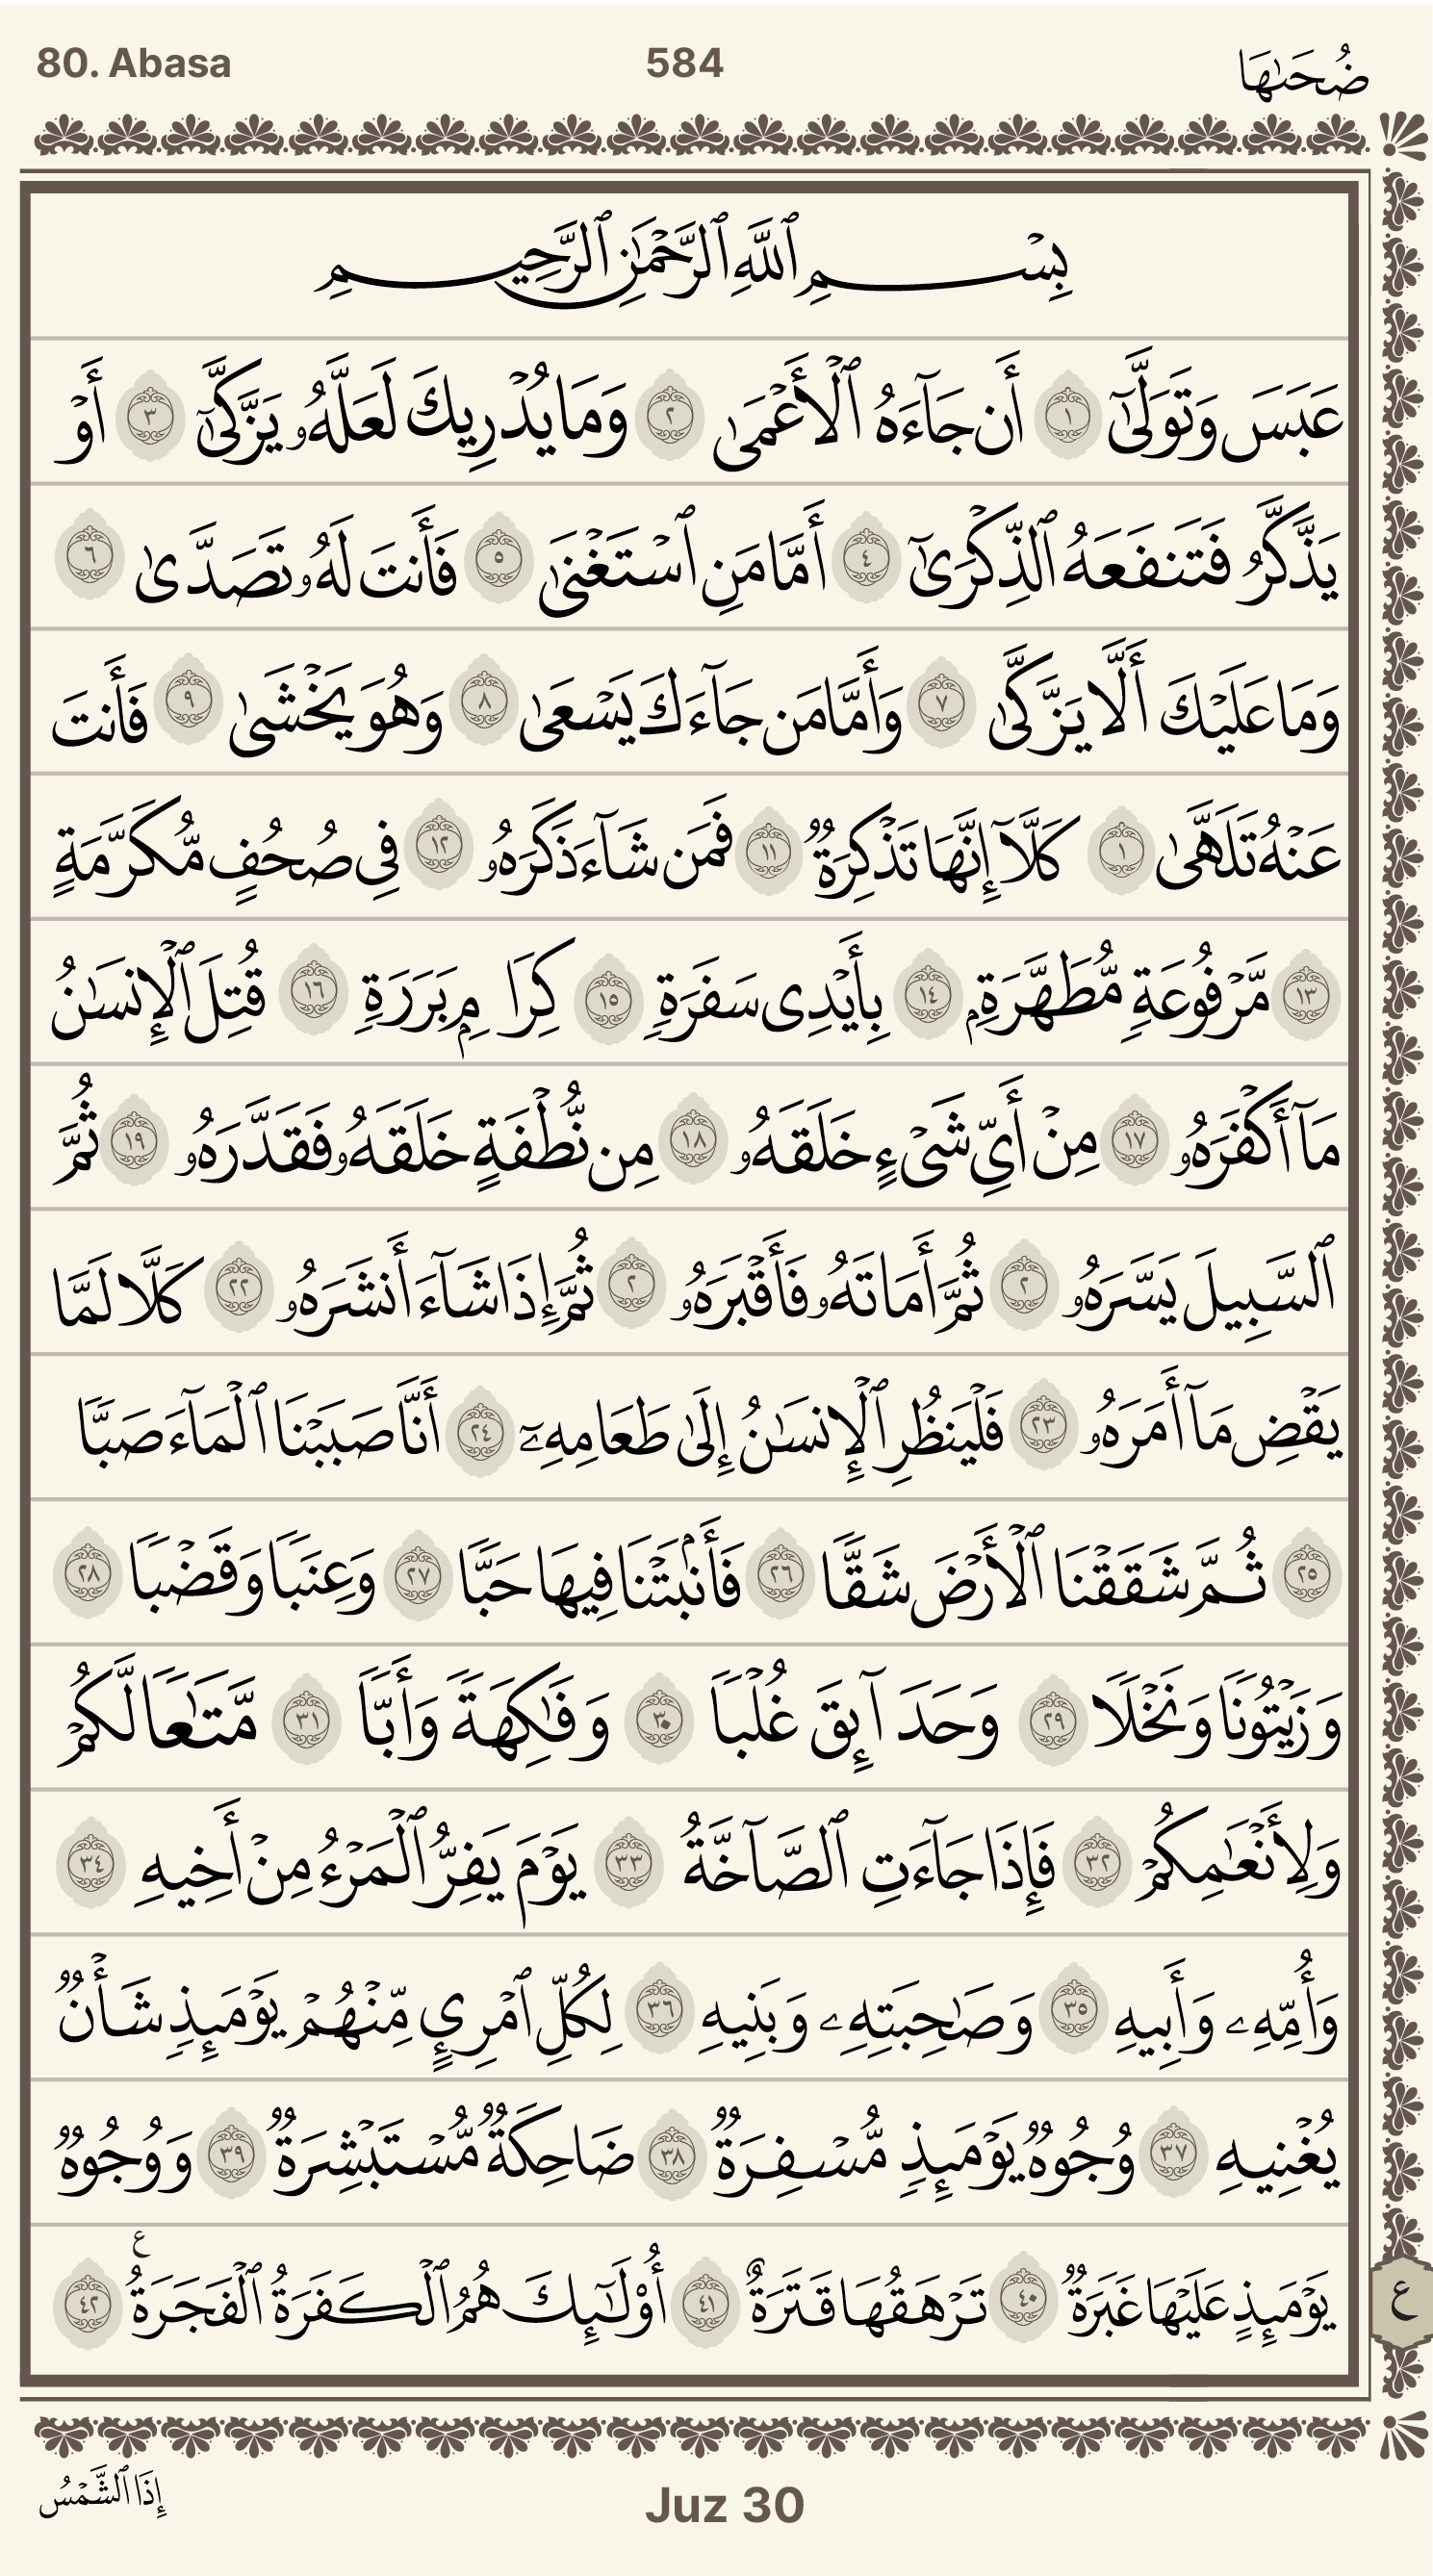 80. Abasa 584 ضُحَىٰهَا
بِسْمِ ٱللَّهِ ٱلرَّحْمَٰنِ ٱلرَّحِيمِ
عَبَسَ وَتَوَلَّىٰٓ ١ أَن جَآءَهُ ٱلْأَعْمَىٰ ٢ وَمَا يُدْرِيكَ لَعَلَّهُۥ يَزَّكَّىٰٓ ٣ أَوْ
يَذَّكَّرُ فَتَنفَعَهُ ٱلذِّكْرَىٰٓ ٤ أَمَّا مَنِ ٱسْتَغْنَىٰ ٥ فَأَنتَ لَهُۥ تَصَدَّىٰ ٦
وَمَا عَلَيْكَ أَلَّا يَزَّكَّىٰ ٧ وَأَمَّا مَن جَآءَكَ يَسْعَىٰ ٨ وَهُوَ يَخْشَىٰ ٩ فَأَنتَ
عَنْهُ تَلَهَّىٰ ١ كَلَّآ إِنَّهَا تَذْكِرَةٌ ١١ فَمَن شَآءَ ذَكَرَهُۥ ١٢ فِى صُحُفٍ مُّكَرَّمَةٍ
١٣ مَّرْفُوعَةٍ مُّطَهَّرَةٍۭ ١٤ بِأَيْدِى سَفَرَةٍ ١٥ كِرَامٍۭ بَرَرَةٍ ١٦ قُتِلَ ٱلْإِنسَٰنُ
مَآ أَكْفَرَهُۥ ١٧ مِنْ أَىِّ شَىْءٍ خَلَقَهُۥ ١٨ مِن نُّطْفَةٍ خَلَقَهُۥ فَقَدَّرَهُۥ ١٩ ثُمَّ
ٱلسَّبِيلَ يَسَّرَهُۥ ٢ ثُمَّ أَمَاتَهُۥ فَأَقْبَرَهُۥ ٢ ثُمَّ إِذَا شَآءَ أَنشَرَهُۥ ٢٢ كَلَّا لَمَّا
يَقْضِ مَآ أَمَرَهُۥ ٢٣ فَلْيَنظُرِ ٱلْإِنسَٰنُ إِلَىٰ طَعَامِهِۦٓ ٢٤ أَنَّا صَبَبْنَا ٱلْمَآءَ صَبًّا
٢٥ ثُمَّ شَقَقْنَا ٱلْأَرْضَ شَقًّا ٢٦ فَأَنۢبَتْنَا فِيهَا حَبًّا ٢٧ وَعِنَبًا وَقَضْبًا ٢٨
وَزَيْتُونًا وَنَخْلًا ٢٩ وَحَدَآئِقَ غُلْبًا ٣٠ وَفَٰكِهَةً وَأَبًّا ٣١ مَّتَٰعًا لَّكُمْ
وَلِأَنْعَٰمِكُمْ ٣٢ فَإِذَا جَآءَتِ ٱلصَّآخَّةُ ٣٣ يَوْمَ يَفِرُّ ٱلْمَرْءُ مِنْ أَخِيهِ ٣٤
وَأُمِّهِۦ وَأَبِيهِ ٣٥ وَصَٰحِبَتِهِۦ وَبَنِيهِ ٣٦ لِكُلِّ ٱمْرِئٍ مِّنْهُمْ يَوْمَئِذٍ شَأْنٌ
يُغْنِيهِ ٣٧ وُجُوهٌ يَوْمَئِذٍ مُّسْفِرَةٌ ٣٨ ضَاحِكَةٌ مُّسْتَبْشِرَةٌ ٣٩ وَوُجُوهٌ
يَوْمَئِذٍ عَلَيْهَا غَبَرَةٌ ٤٠ تَرْهَقُهَا قَتَرَةٌ ٤١ أُو۟لَٰٓئِكَ هُمُ ٱلْكَفَرَةُ ٱلْفَجَرَةُ ع ٤٢
ع
إِذَا ٱلشَّمْسُ Juz 30